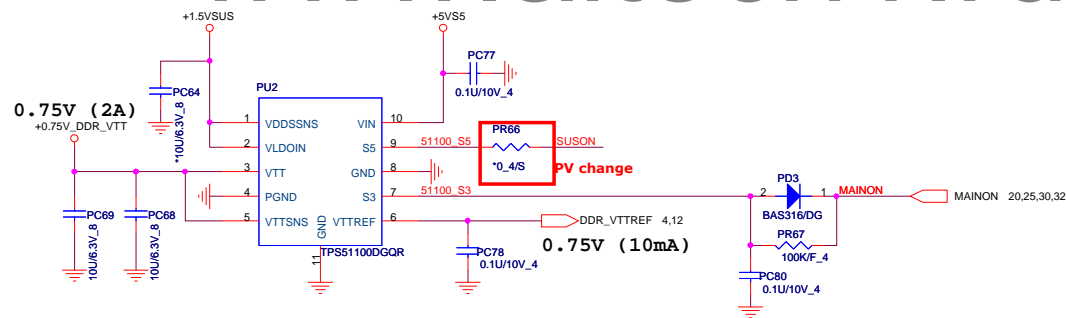 +1.5VSUS
+5VS5
PC77
0.1U/10V_4
PC64
*10U/6.3V_8
PU2
0.75V (2A)
+0.75V_DDR_VTT
1 VDDSSNS VIN 10
2 VLDOIN S5 9
3 VTT GND 8
4 PGND S3 7
5 VTTSNS VTTREF 6
GND
11
TPS51100DGQR
51100_S5
PR66
*0_4/S
SUSON
PV change
51100_S3
PD3
2 1
BAS316/DG
MAINON
MAINON 20,25,30,32
PR67
100K/F_4
PC69
10U/6.3V_8
PC68
10U/6.3V_8
DDR_VTTREF 4,12
0.75V (10mA)
PC78
0.1U/10V_4
PC80
0.1U/10V_4